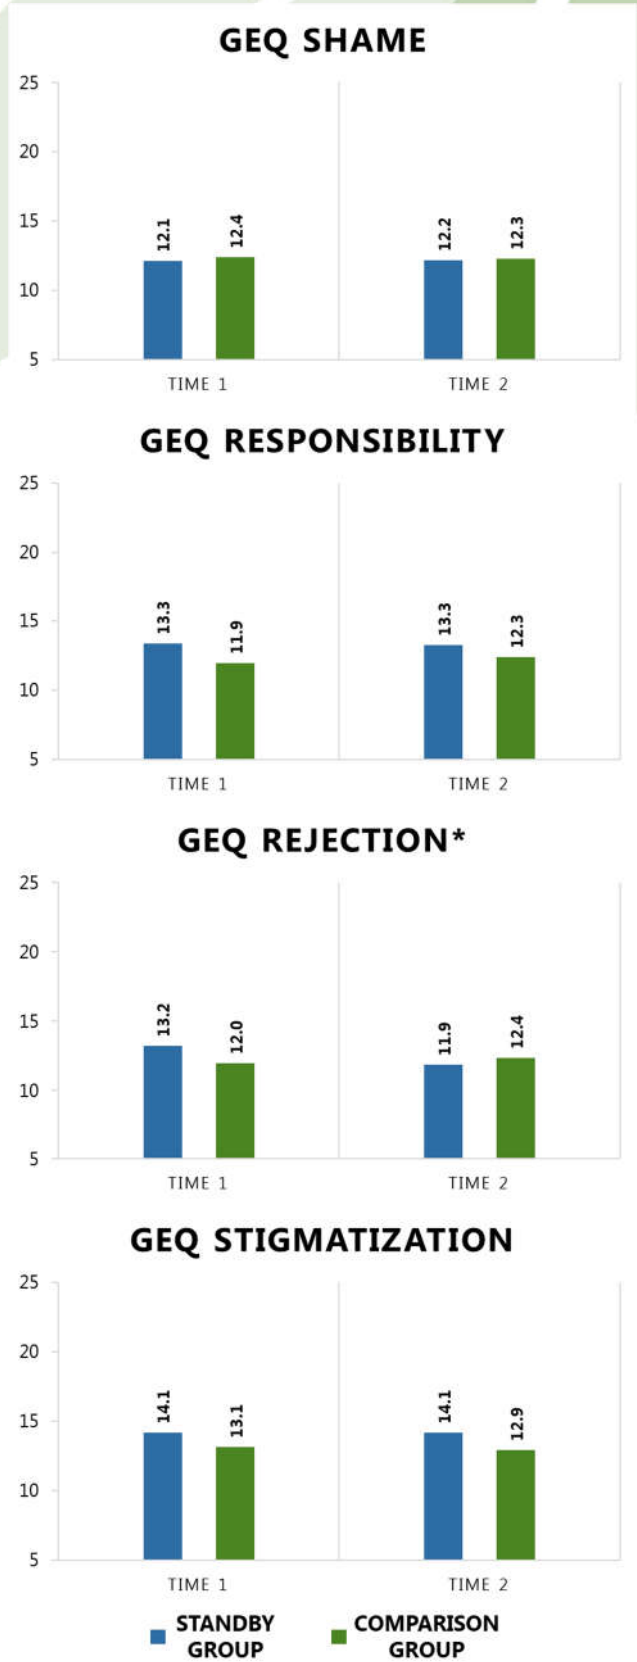 GEQ SHAME
25
20
15
10
5
12.1
12.4
12.2
12.3
TIME 1
TIME 2
GEQ RESPONSIBILITY
25
20
15
10
5
13.3
11.9
13.3
12.3
TIME 1
TIME 2
GEQ REJECTION*
25
20
15
10
5
13.2
12.0
11.9
12.4
TIME 1
TIME 2
GEQ STIGMATIZATION
25
20
15
10
5
14.1
13.1
14.1
12.9
TIME 1
TIME 2
STANDBY
GROUP
COMPARISON
GROUP